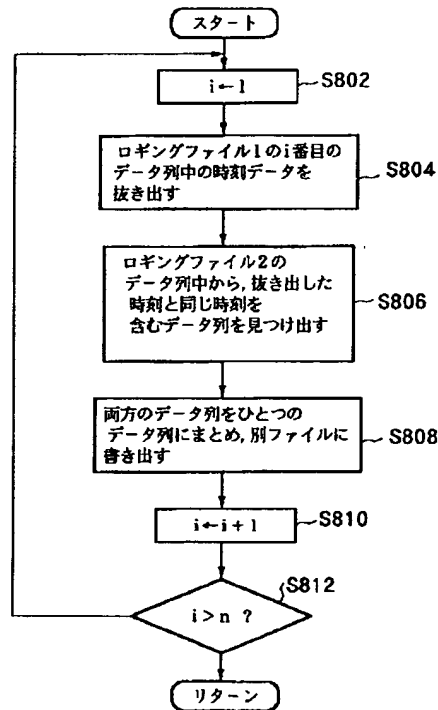 スタート
i←1
S802
ロギングファイル1のi番目の
データ列中の時刻データを
抜き出す
S804
ロギングファイル2の
データ列中から,抜き出した
時刻と同じ時刻を
含むデータ列を見つけ出す
S806
両方のデータ列をひとつの
データ列にまとめ,別ファイルに
書き出す
S808
i←i+1
S810
S812
i>n ?
リターン